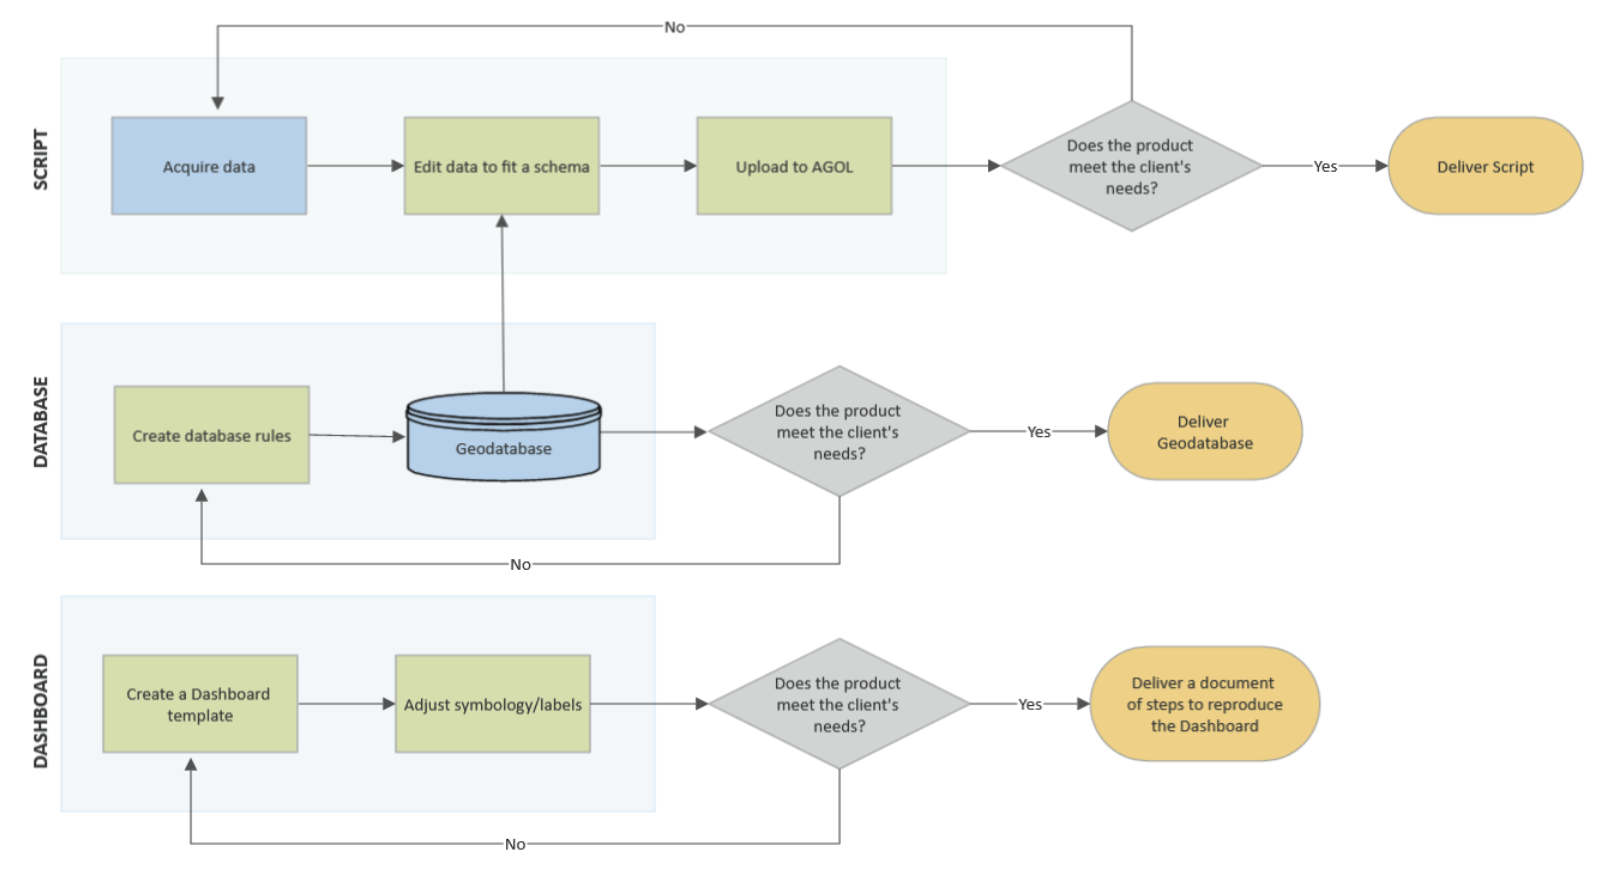 No
SCRIPT
Acquire data
Edit data to fit a schema
Upload to AGOL
Does the product
meet the client's
needs?
Yes
Deliver Script
DATABASE
Create database rules
Geodatabase
Does the product
meet the client's
needs?
Yes
Deliver
Geodatabase
No
DASHBOARD
Create a Dashboard
template
Adjust symbology/labels
Does the product
meet the client's
needs?
Yes
Deliver a document
of steps to reproduce
the Dashboard
No